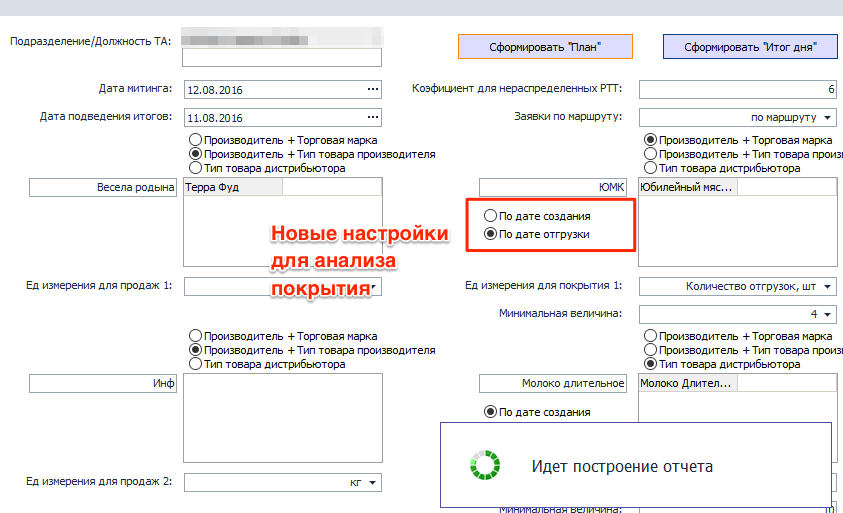 Подразделение/Должность ТА:
Сформировать "План"
Сформировать "Итог дня"
Дата митинга:
12.08.2016
...
Коэфициент для нераспределенных РТТ:
6
Дата подведения итогов:
11.08.2016
...
Заявки по маршруту:
по маршруту
Производитель + Торговая марка
Производитель + Тип товара производителя
Тип товара дистрибьютора
Производитель + Торговая марка
Производитель + Тип товара произ
Тип товара дистрибьютора
Весела родына
Терра Фуд
ЮМК
Юбилейный мяс...
По дате создания
По дате отгрузки
Новые настройки
для анализа
покрытия
Ед измерения для продаж 1:
Ед измерения для покрытия 1:
Количество отгрузок, шт
Минимальная величина:
4
Производитель + Торговая марка
Производитель + Тип товара производителя
Тип товара дистрибьютора
Производитель + Торговая марка
Производитель + Тип товара произ
Тип товара дистрибьютора
Инф
Молоко длительное
Молоко Длител...
По дате создания
Идет построение отчета
Ед измерения для продаж 2:
кг
Минимальная величина:
10